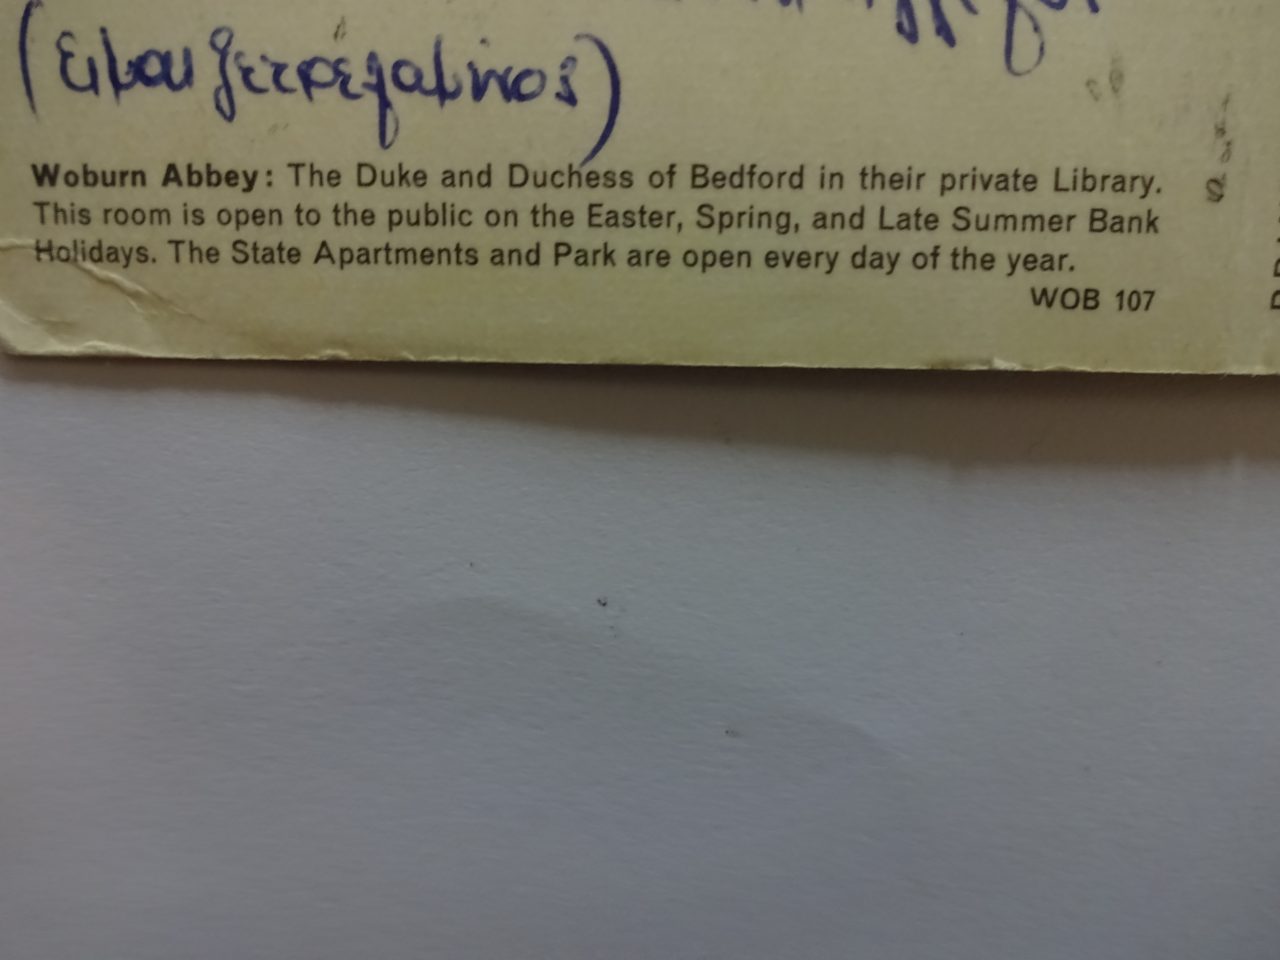 (είμαι ξετρελαμένος)
Woburn Abbey: The Duke and Duchess of Bedford in their private Library.
This room is open to the public on the Easter, Spring, and Late Summer Bank
Holidays. The State Apartments and Park are open every day of the year.
WOB 107